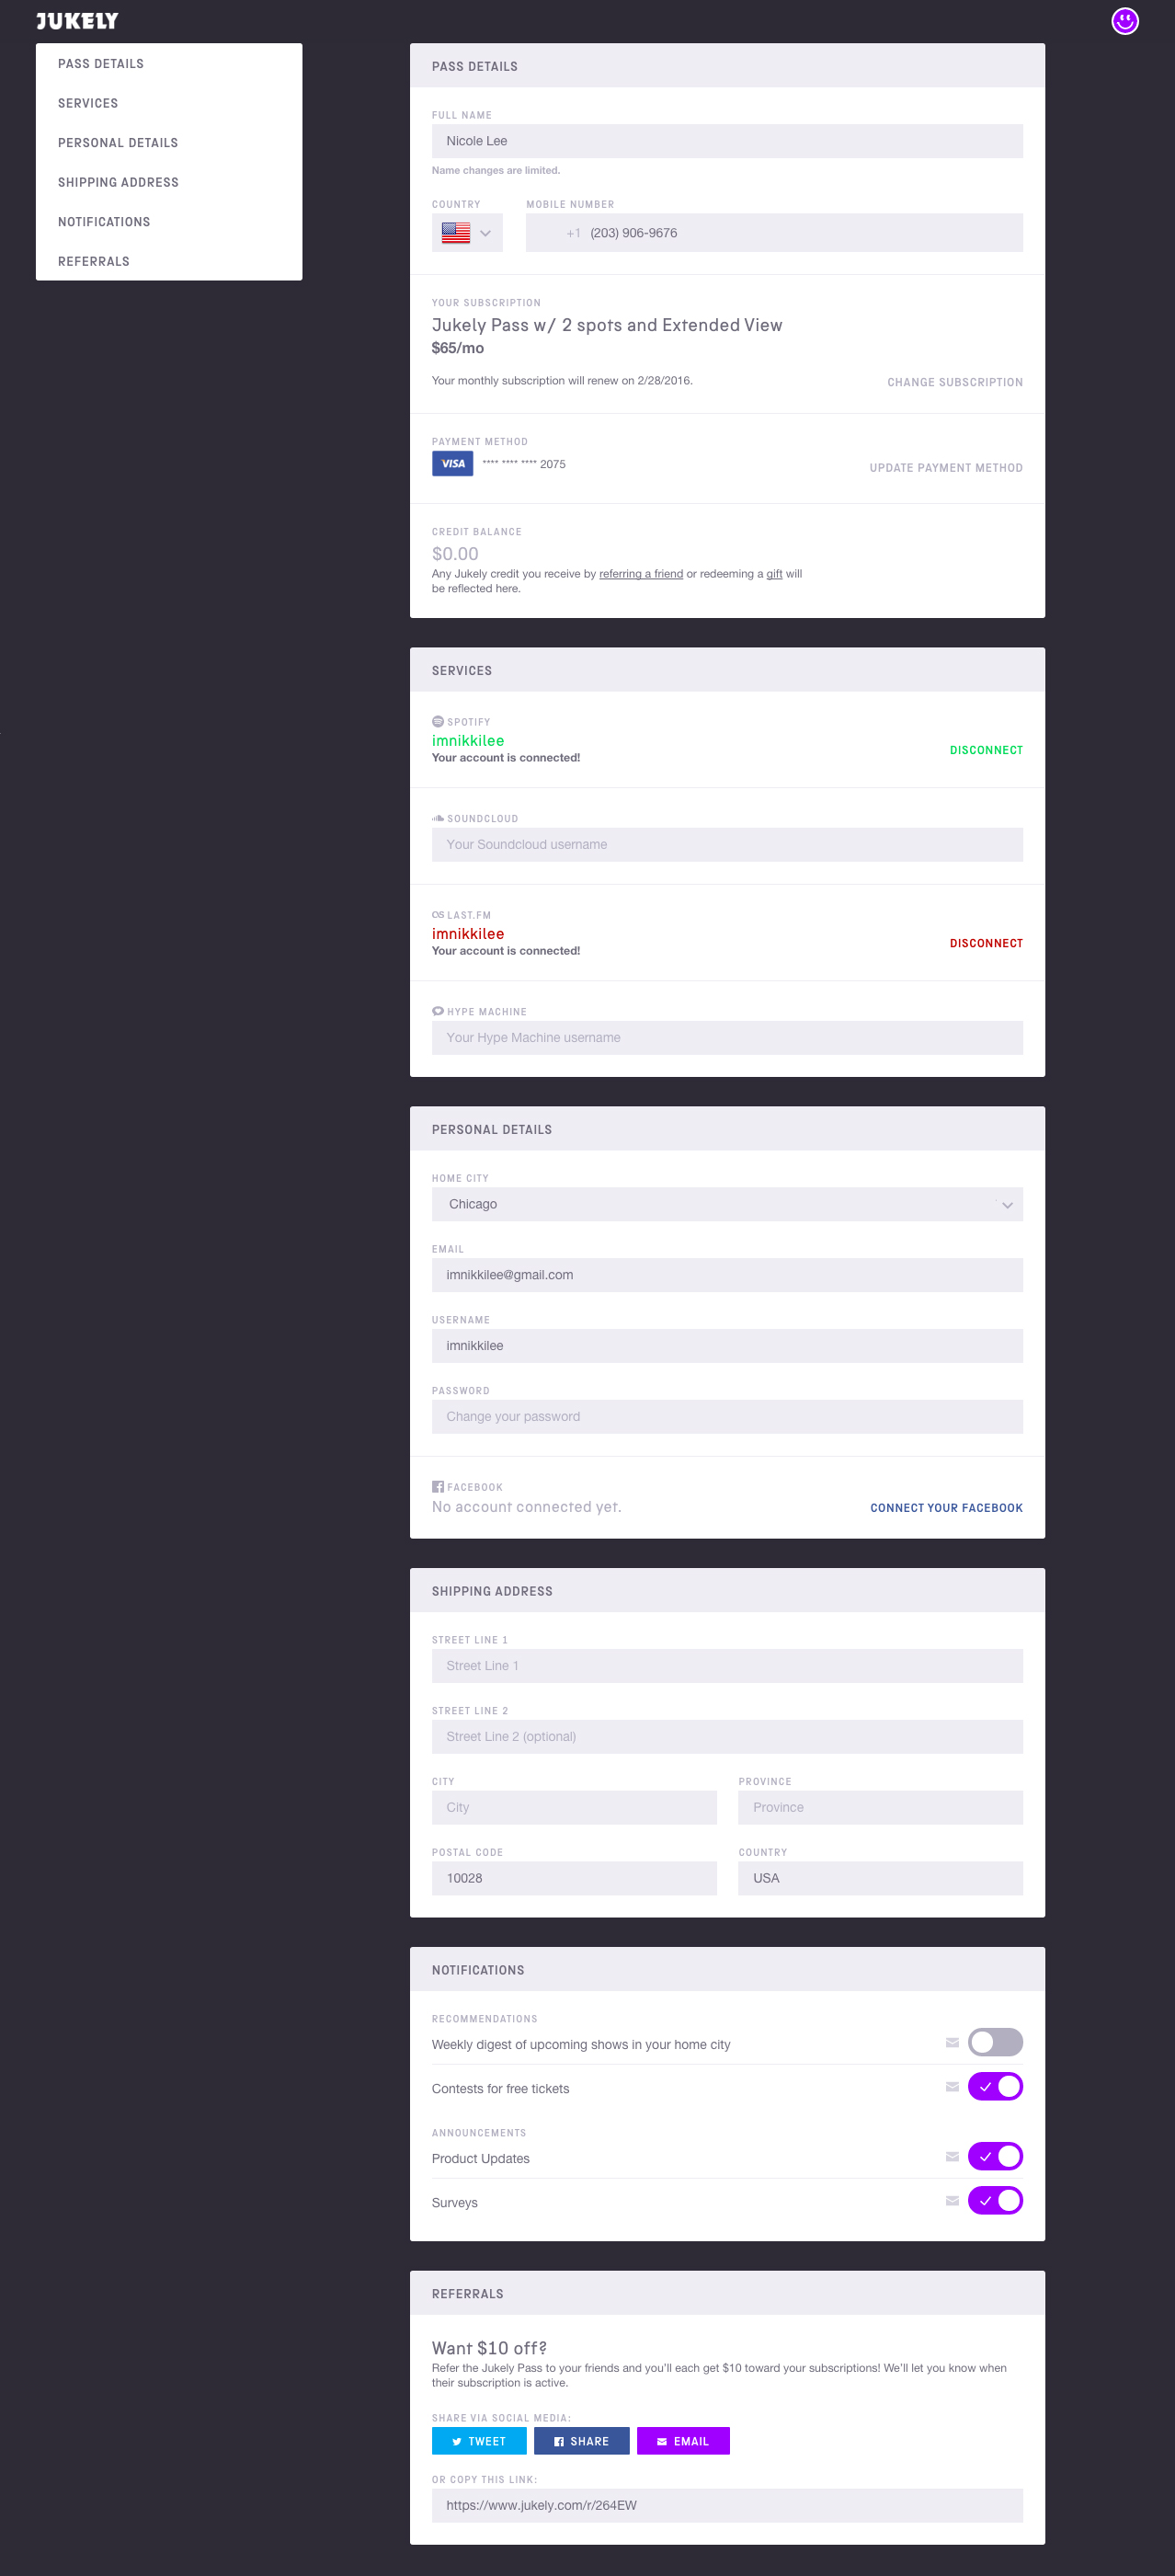 JUKELY
PASS DETAILS
SERVICES
PERSONAL DETAILS
SHIPPING ADDRESS
NOTIFICATIONS
REFERRALS
PASS DETAILS
FULL NAME
Nicole Lee
Name changes are limited.
COUNTRY
MOBILE NUMBER
+1 (203) 906-9676
YOUR SUBSCRIPTION
Jukely Pass w/ 2 spots and Extended View
$65/mo
Your monthly subscription will renew on 2/28/2016.
CHANGE SUBSCRIPTION
PAYMENT METHOD
VISA **** **** **** 2075
UPDATE PAYMENT METHOD
CREDIT BALANCE
$0.00
Any Jukely credit you receive by referring a friend or redeeming a gift will
be reflected here.
SERVICES
SPOTIFY
imnikkilee
Your account is connected!
DISCONNECT
SOUNDCLOUD
Your Soundcloud username
LAST.FM
imnikkilee
Your account is connected!
DISCONNECT
HYPE MACHINE
Your Hype Machine username
PERSONAL DETAILS
HOME CITY
Chicago
EMAIL
imnikkilee@gmail.com
USERNAME
imnikkilee
PASSWORD
Change your password
FACEBOOK
No account connected yet.
CONNECT YOUR FACEBOOK
SHIPPING ADDRESS
STREET LINE 1
Street Line 1
STREET LINE 2
Street Line 2 (optional)
CITY
City
PROVINCE
Province
POSTAL CODE
10028
COUNTRY
USA
NOTIFICATIONS
RECOMMENDATIONS
Weekly digest of upcoming shows in your home city
Contests for free tickets
ANNOUNCEMENTS
Product Updates
Surveys
REFERRALS
Want $10 off?
Refer the Jukely Pass to your friends and you'll each get $10 toward your subscriptions! We'll let you know when
their subscription is active.
SHARE VIA SOCIAL MEDIA:
TWEET
SHARE
EMAIL
OR COPY THIS LINK:
https://www.jukely.com/r/264EW